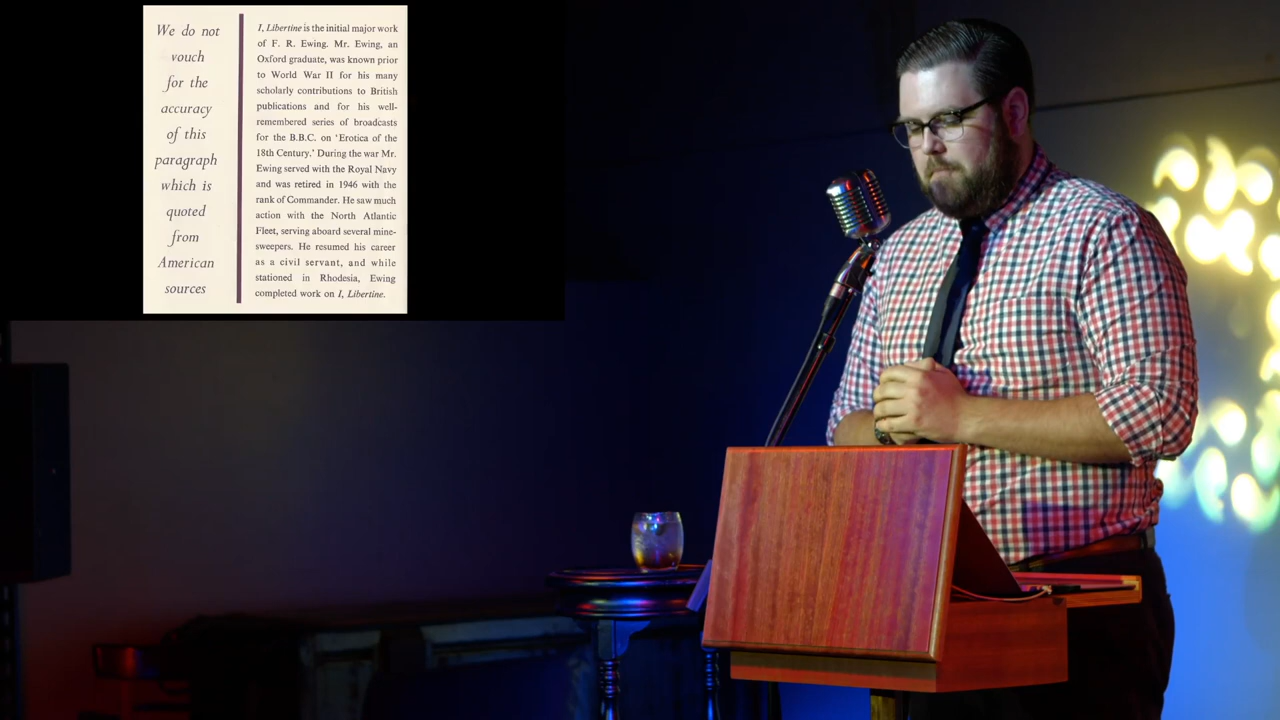 We do not
vouch
for the
accuracy
of this
paragraph
which is
quoted
from
American
sources
I, Libertine is the initial major work
of F. R. Ewing. Mr. Ewing, an
Oxford graduate, was known prior
to World War II for his many
scholarly contributions to British
publications and for his well-
remembered series of broadcasts
for the B.B.C. on ‘Erotica of the
18th Century.’ During the war Mr.
Ewing served with the Royal Navy
and was retired in 1946 with the
rank of Commander. He saw much
action with the North Atlantic
Fleet, serving aboard several mine-
sweepers. He resumed his career
as a civil servant, and while
stationed in Rhodesia, Ewing
completed work on I, Libertine.